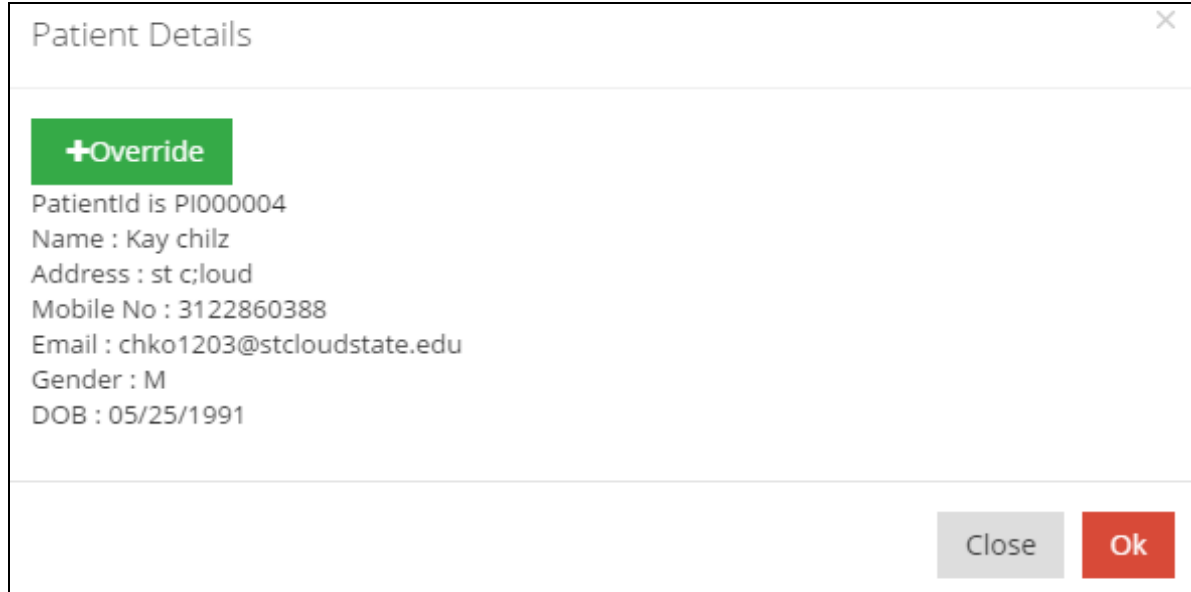 Patient Details
×
+Override
PatientId is PI000004
Name : Kay chilz
Address : st c;loud
Mobile No : 3122860388
Email : chko1203@stcloudstate.edu
Gender : M
DOB : 05/25/1991
Close
Ok